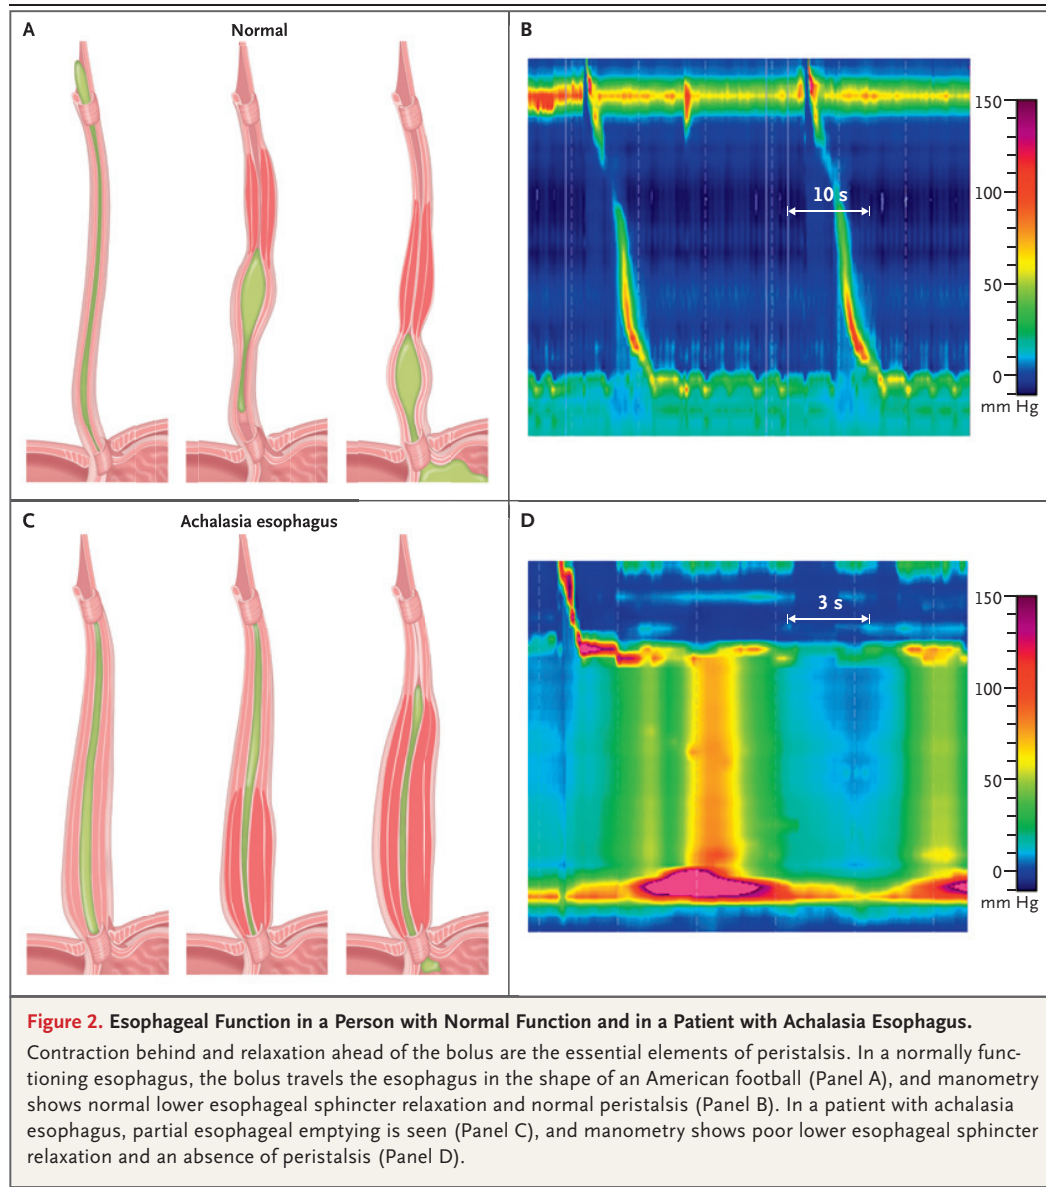 A
Normal
B
10 s
150
100
50
0
mm Hg
C
Achalasia esophagus
D
3 s
150
100
50
0
mm Hg
Figure 2. Esophageal Function in a Person with Normal Function and in a Patient with Achalasia Esophagus.
Contraction behind and relaxation ahead of the bolus are the essential elements of peristalsis. In a normally func-
tioning esophagus, the bolus travels the esophagus in the shape of an American football (Panel A), and manometry
shows normal lower esophageal sphincter relaxation and normal peristalsis (Panel B). In a patient with achalasia
esophagus, partial esophageal emptying is seen (Panel C), and manometry shows poor lower esophageal sphincter
relaxation and an absence of peristalsis (Panel D).